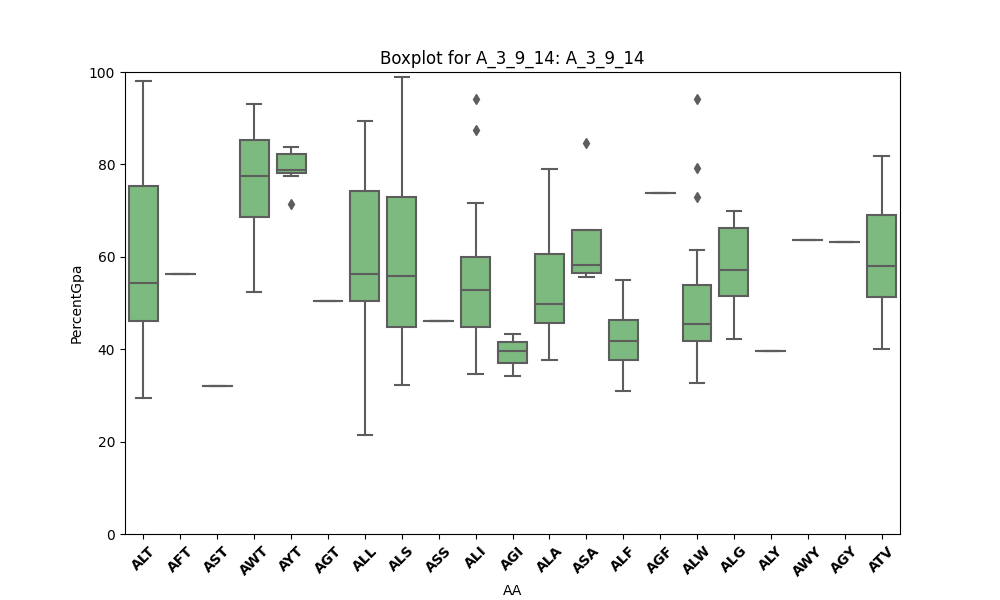 Boxplot for A_3_9_14: A_3_9_14
100
80
60
40
20
0
PercentGpa
ALT AFT AST AWT AYT AGT ALL ALS ASS ALI AGI ALA ASA ALF AGF ALW ALG ALY AWY AGY ATV
AA